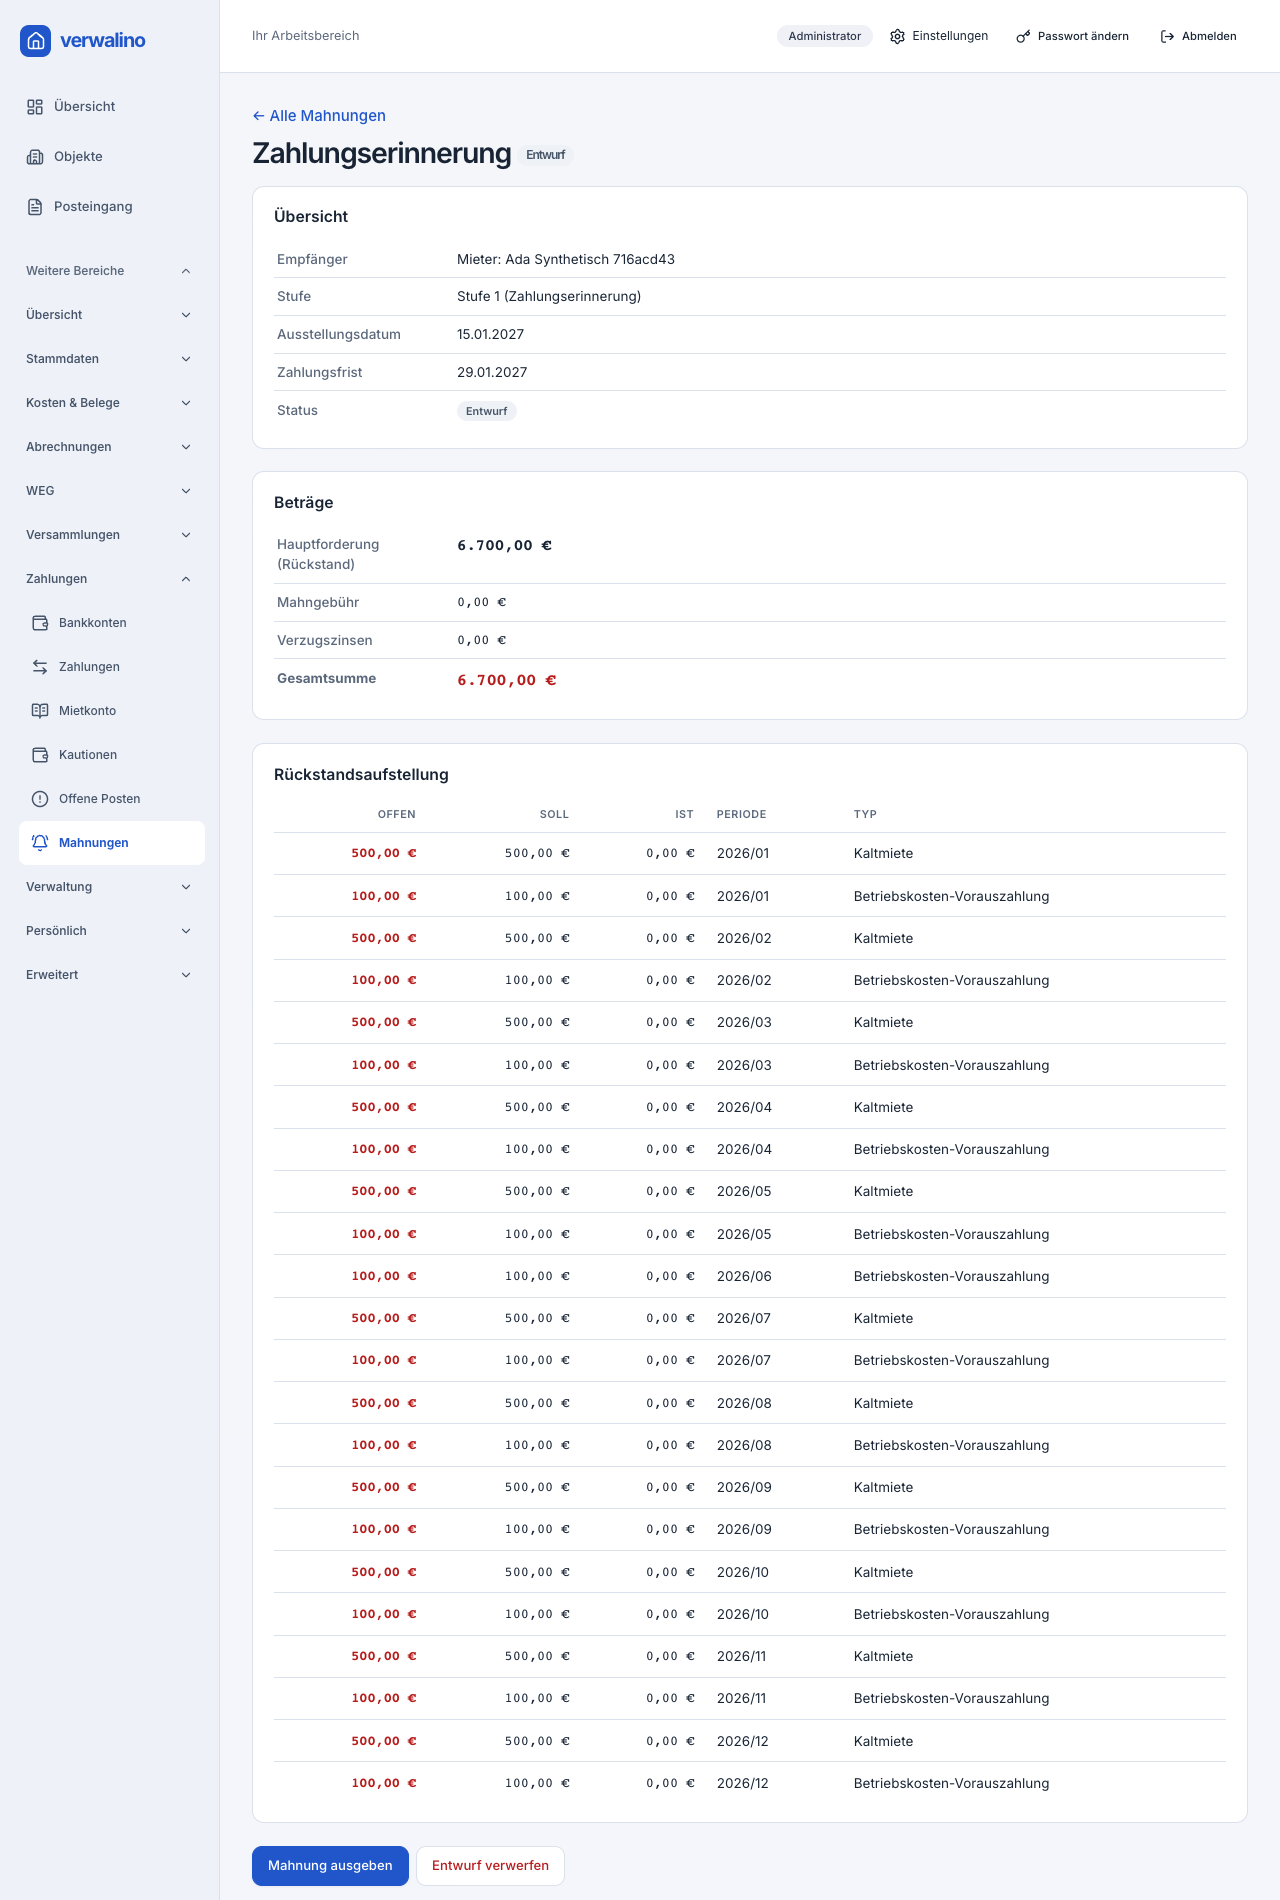 verwalino
Übersicht
Objekte
Posteingang
Weitere Bereiche
Übersicht
Stammdaten
Kosten & Belege
Abrechnungen
WEG
Versammlungen
Zahlungen
Bankkonten
Zahlungen
Mietkonto
Kautionen
Offene Posten
Mahnungen
Verwaltung
Persönlich
Erweitert
Ihr Arbeitsbereich Administrator Einstellungen Passwort ändern Abmelden
← Alle Mahnungen
Zahlungserinnerung Entwurf
Übersicht
Empfänger Mieter: Ada Synthetisch 716acd43
Stufe Stufe 1 (Zahlungserinnerung)
Ausstellungsdatum 15.01.2027
Zahlungsfrist 29.01.2027
Status Entwurf
Beträge
Hauptforderung 6.700,00 €
(Rückstand)
Mahngebühr 0,00 €
Verzugszinsen 0,00 €
Gesamtsumme 6.700,00 €
Rückstandsaufstellung
OFFEN SOLL IST PERIODE TYP
500,00 € 500,00 € 0,00 € 2026/01 Kaltmiete
100,00 € 100,00 € 0,00 € 2026/01 Betriebskosten-Vorauszahlung
500,00 € 500,00 € 0,00 € 2026/02 Kaltmiete
100,00 € 100,00 € 0,00 € 2026/02 Betriebskosten-Vorauszahlung
500,00 € 500,00 € 0,00 € 2026/03 Kaltmiete
100,00 € 100,00 € 0,00 € 2026/03 Betriebskosten-Vorauszahlung
500,00 € 500,00 € 0,00 € 2026/04 Kaltmiete
100,00 € 100,00 € 0,00 € 2026/04 Betriebskosten-Vorauszahlung
500,00 € 500,00 € 0,00 € 2026/05 Kaltmiete
100,00 € 100,00 € 0,00 € 2026/05 Betriebskosten-Vorauszahlung
100,00 € 100,00 € 0,00 € 2026/06 Betriebskosten-Vorauszahlung
500,00 € 500,00 € 0,00 € 2026/07 Kaltmiete
100,00 € 100,00 € 0,00 € 2026/07 Betriebskosten-Vorauszahlung
500,00 € 500,00 € 0,00 € 2026/08 Kaltmiete
100,00 € 100,00 € 0,00 € 2026/08 Betriebskosten-Vorauszahlung
500,00 € 500,00 € 0,00 € 2026/09 Kaltmiete
100,00 € 100,00 € 0,00 € 2026/09 Betriebskosten-Vorauszahlung
500,00 € 500,00 € 0,00 € 2026/10 Kaltmiete
100,00 € 100,00 € 0,00 € 2026/10 Betriebskosten-Vorauszahlung
500,00 € 500,00 € 0,00 € 2026/11 Kaltmiete
100,00 € 100,00 € 0,00 € 2026/11 Betriebskosten-Vorauszahlung
500,00 € 500,00 € 0,00 € 2026/12 Kaltmiete
100,00 € 100,00 € 0,00 € 2026/12 Betriebskosten-Vorauszahlung
Mahnung ausgeben Entwurf verwerfen